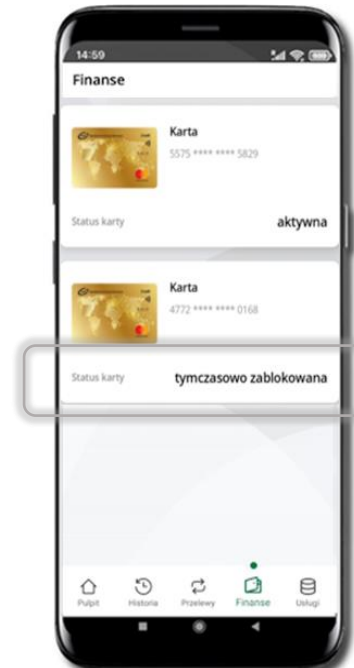 14:59
Finanse
Karta
5575 **** **** 5829
Status karty
aktywna
Karta
4772 **** **** 0168
Status karty
tymczasowo zablokowana
Pulpit
Historia
Przelewy
Finanse
Usługi